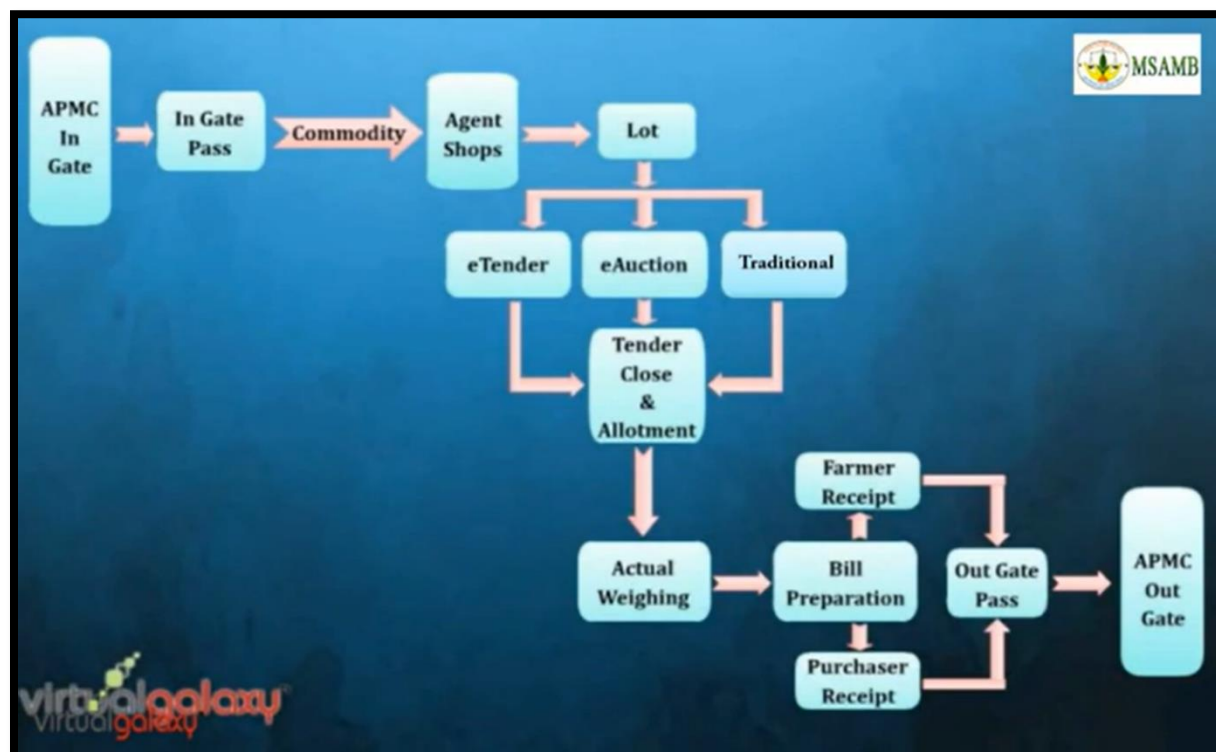 MSAMB
APMC
In
Gate
In Gate
Pass
Commodity
Agent
Shops
Lot
eTender
eAuction
Traditional
Tender
Close
&
Allotment
Actual
Weighing
Bill
Preparation
Farmer
Receipt
Purchaser
Receipt
Out Gate
Pass
APMC
Out
Gate
virtualgalaxy
virtualgalaxy